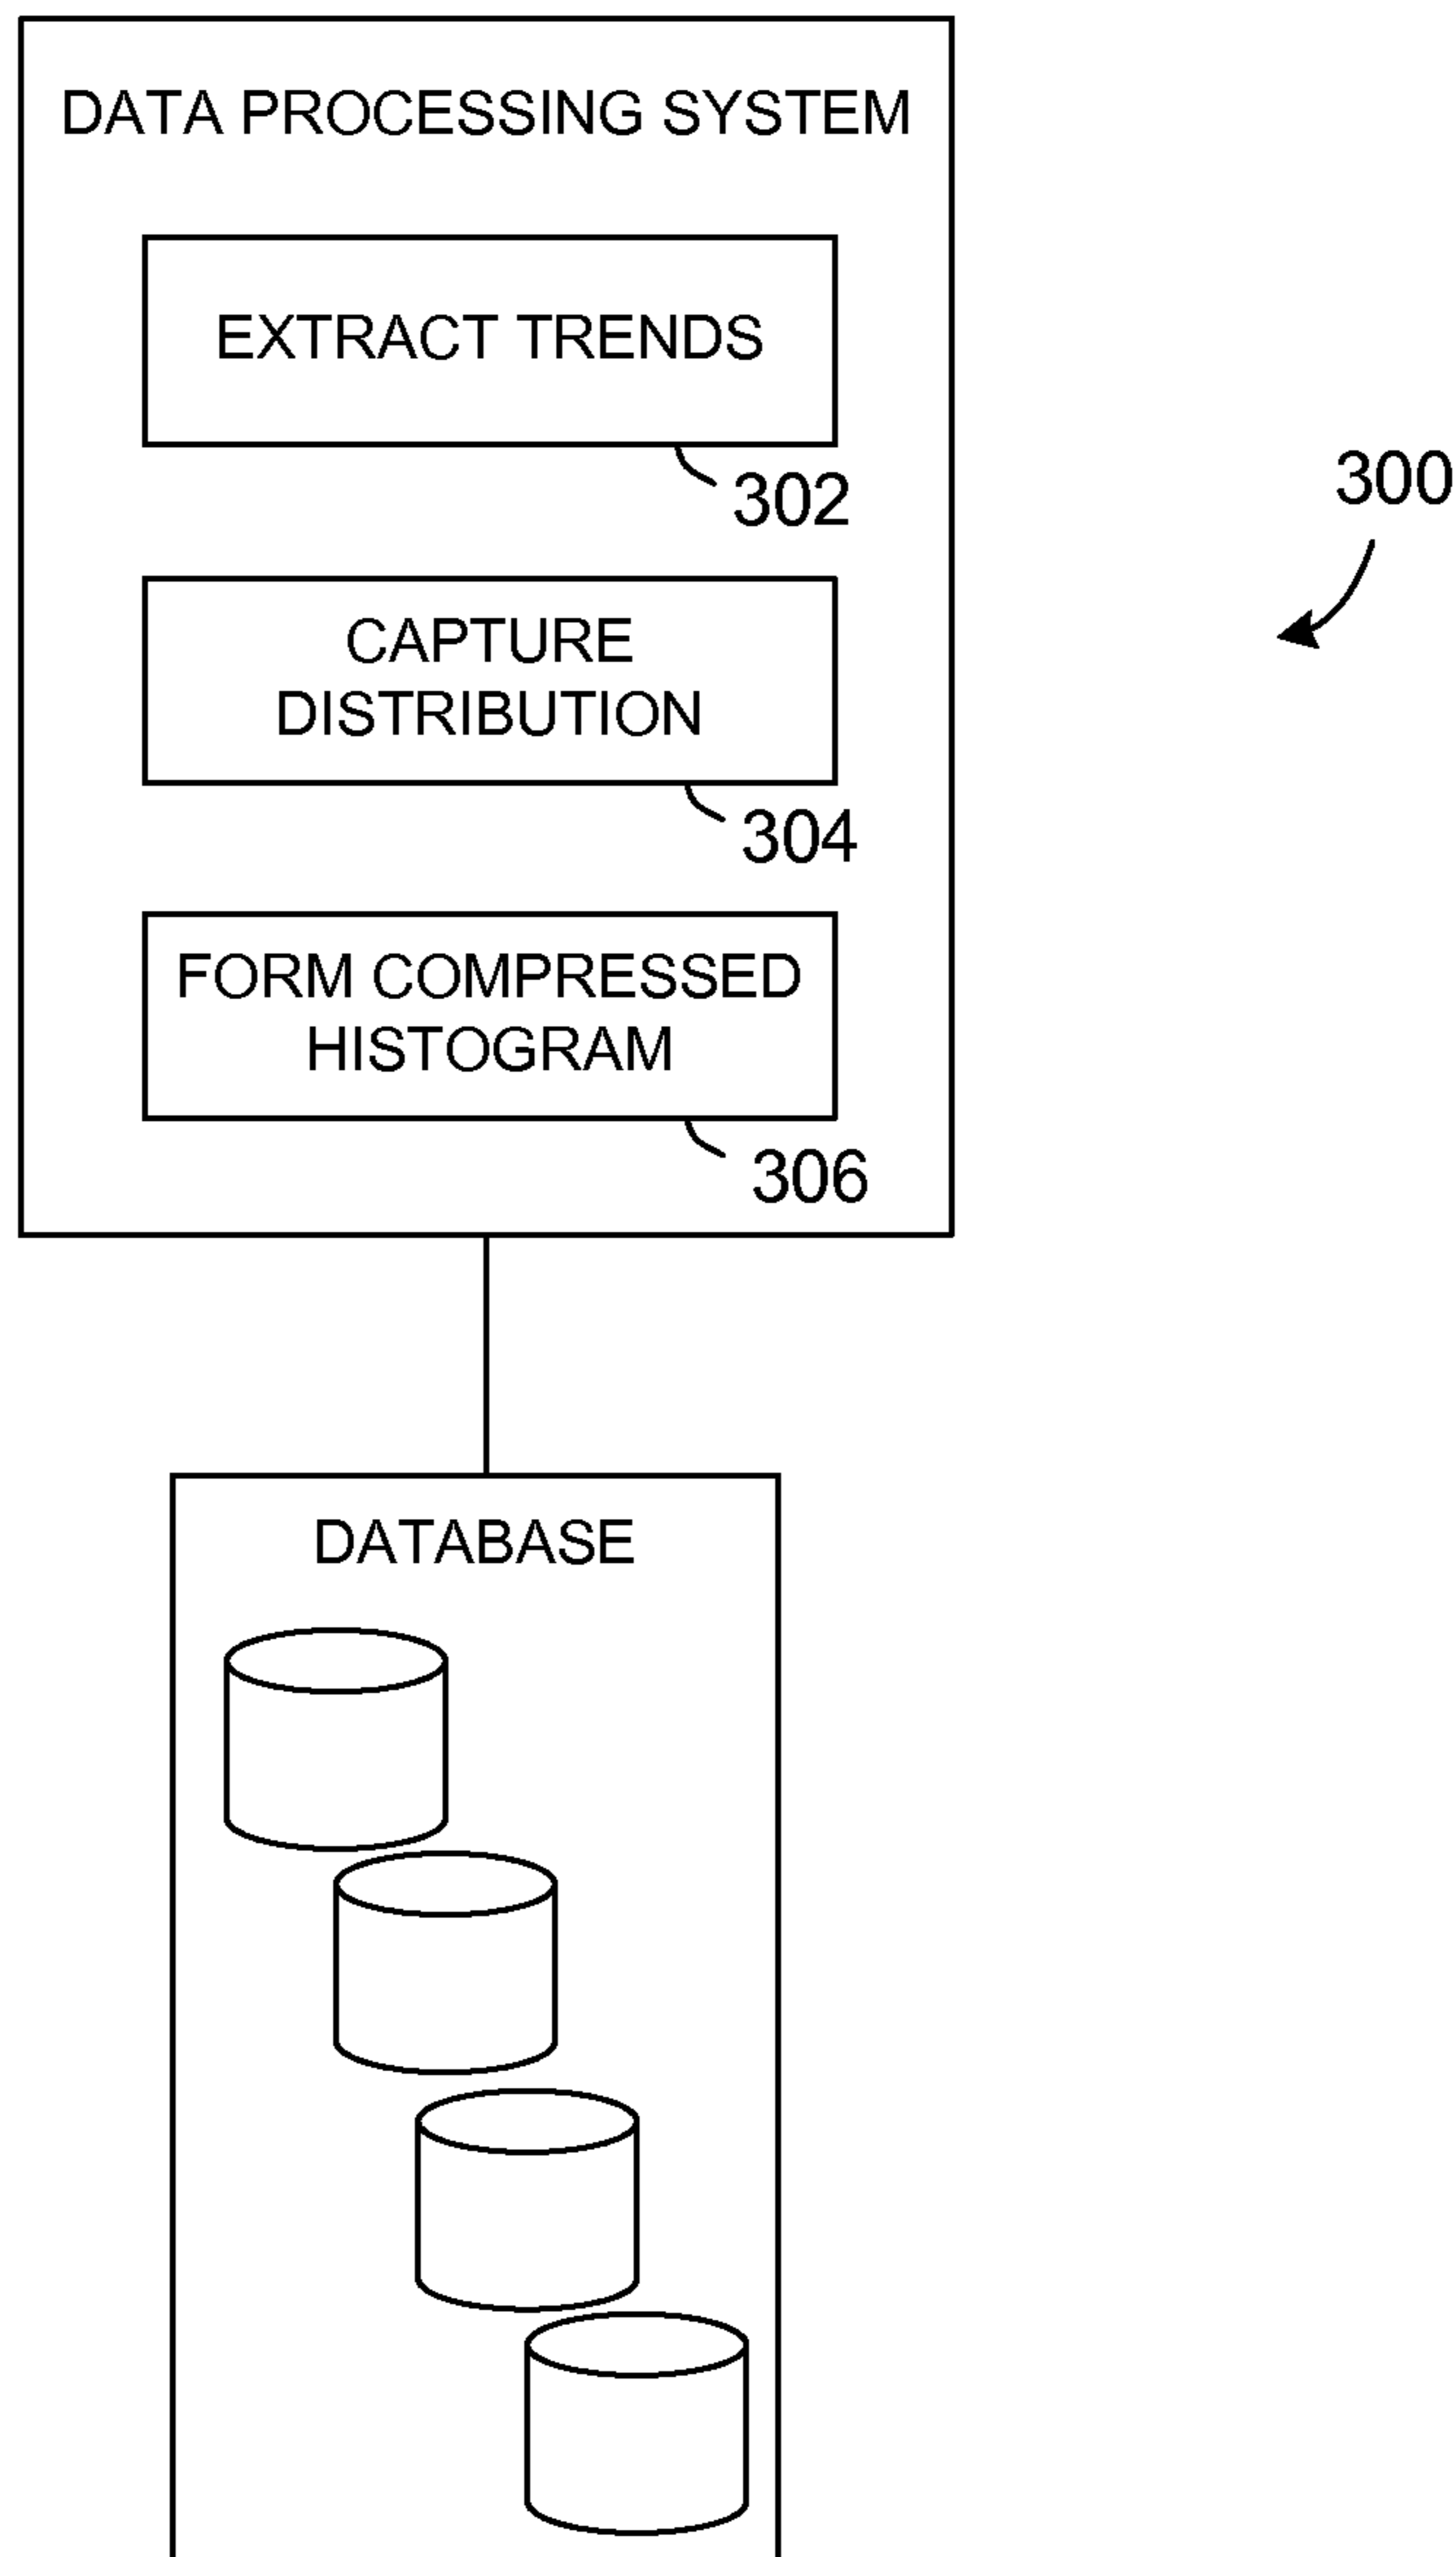 DATA PROCESSING SYSTEM
EXTRACT TRENDS
302
300
CAPTURE
DISTRIBUTION
304
FORM COMPRESSED
HISTOGRAM
306
DATABASE